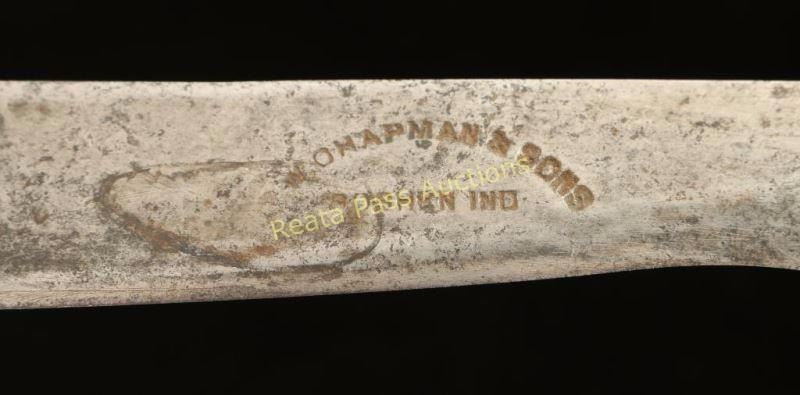 W. CHAPMAN & SONS
IND
Reata Pass Auctions